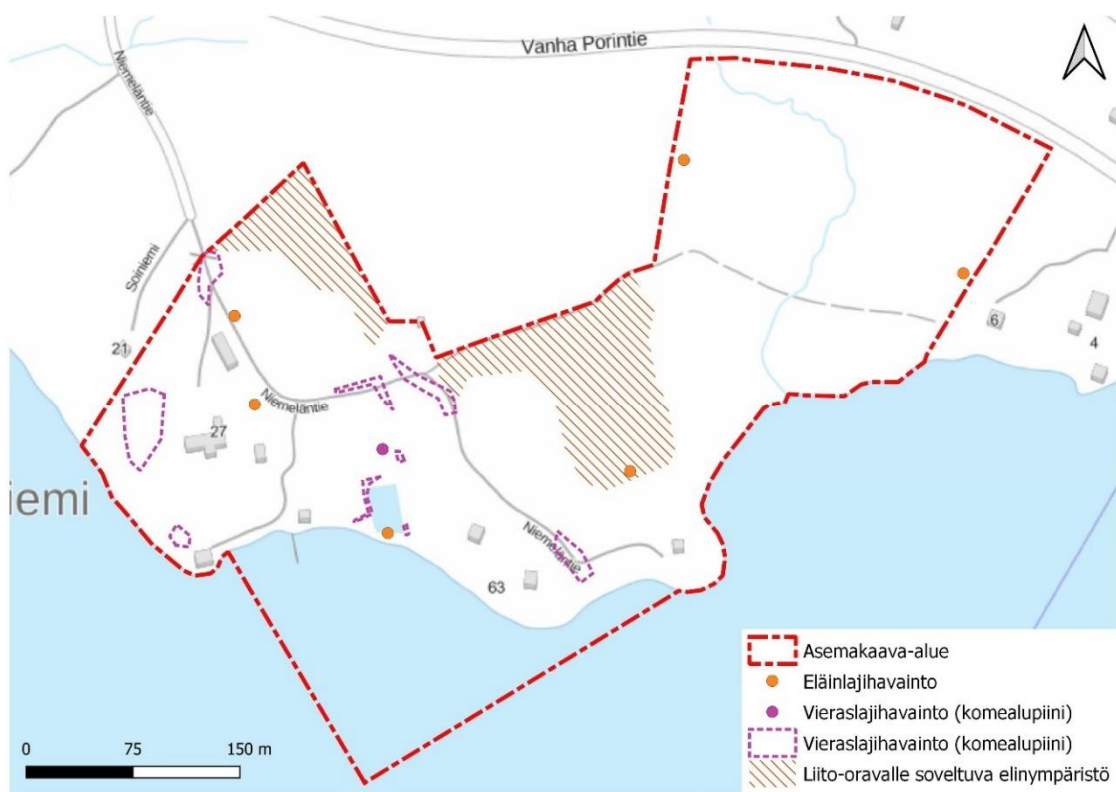 Vanha Porintie
Niemeläntie
Soiniemi
21
27
Niemeläntie
iemi
63
Niemeläntie
6
4
Asemakaava-alue
Eläinlajihavainto
Vieraslajihavainto (komealupiini)
Vieraslajihavainto (komealupiini)
Liito-oravalle soveltuva elinympäristö
0 75 150 m